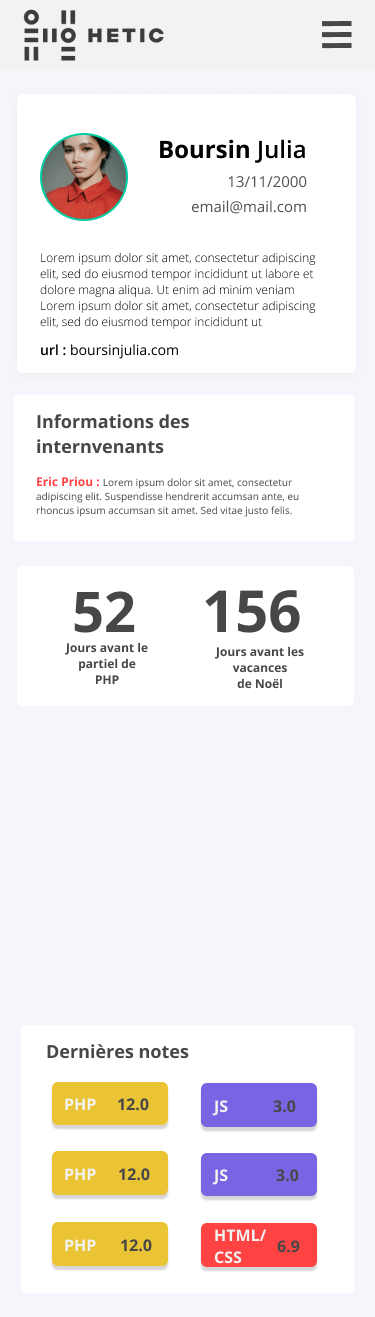 HETIC
Boursin Julia
13/11/2000
email@mail.com
Lorem ipsum dolor sit amet, consectetur adipiscing
elit, sed do eiusmod tempor incididunt ut labore et
dolore magna aliqua. Ut enim ad minim veniam
Lorem ipsum dolor sit amet, consectetur adipiscing
elit, sed do eiusmod tempor incididunt ut
url : boursinjulia.com
Informations des
internvenants
Eric Priou : Lorem ipsum dolor sit amet, consectetur
adipiscing elit. Suspendisse hendrerit accumsan ante, eu
rhoncus ipsum accumsan sit amet. Sed vitae justo felis.
52
Jours avant le
partiel de
PHP
156
Jours avant les
vacances
de Noël
Dernières notes
PHP 12.0
JS 3.0
PHP 12.0
JS 3.0
PHP 12.0
HTML/
CSS 6.9